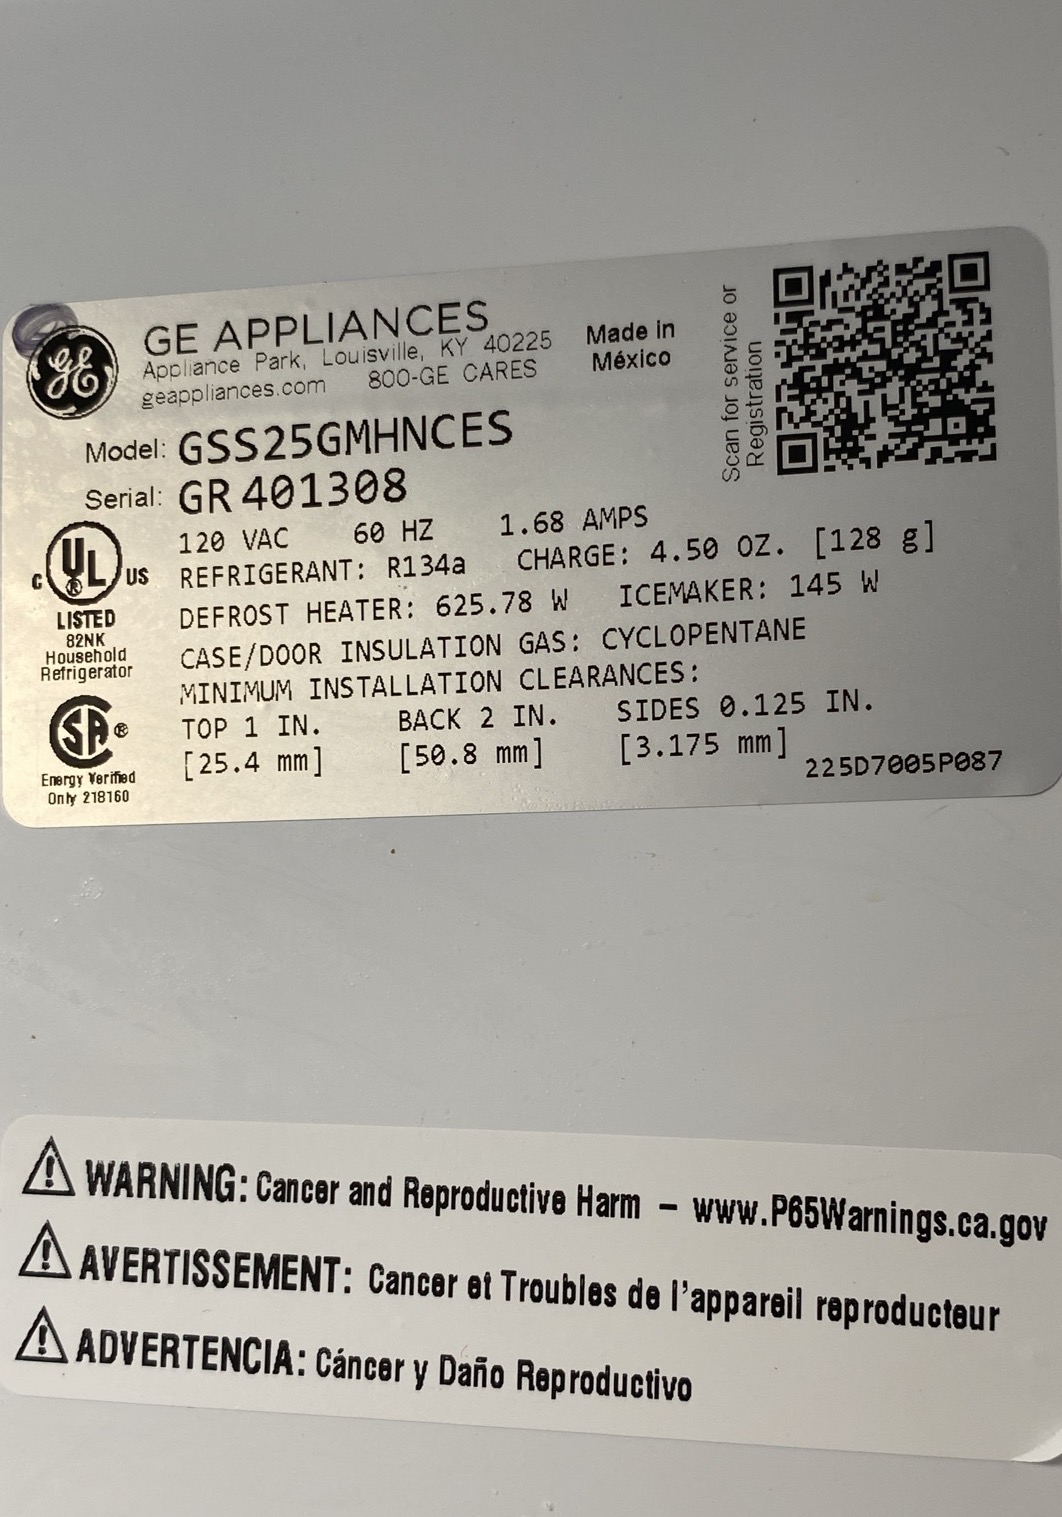 GE
GE APPLIANCES
Appliance Park, Louisville, KY 40225
geappliances.com 800-GE CARES
Made in
México
Scan for service or
Registration
Model: GSS25GMHNCES
Serial: GR 401308
120 VAC 60 HZ 1.68 AMPS
REFRIGERANT: R134a CHARGE: 4.50 OZ. [128 g]
DEFROST HEATER: 625.78 W ICEMAKER: 145 W
CASE/DOOR INSULATION GAS: CYCLOPENTANE
MINIMUM INSTALLATION CLEARANCES:
TOP 1 IN. BACK 2 IN. SIDES 0.125 IN.
[25.4 mm] [50.8 mm] [3.175 mm]
225D7005P087
C UL® US
LISTED
82NK
Household
Refrigerator
SA®
Energy Verified
Only 218160
WARNING: Cancer and Reproductive Harm – www.P65Warnings.ca.gov
AVERTISSEMENT: Cancer et Troubles de l'appareil reproducteur
ADVERTENCIA: Cáncer y Daño Reproductivo